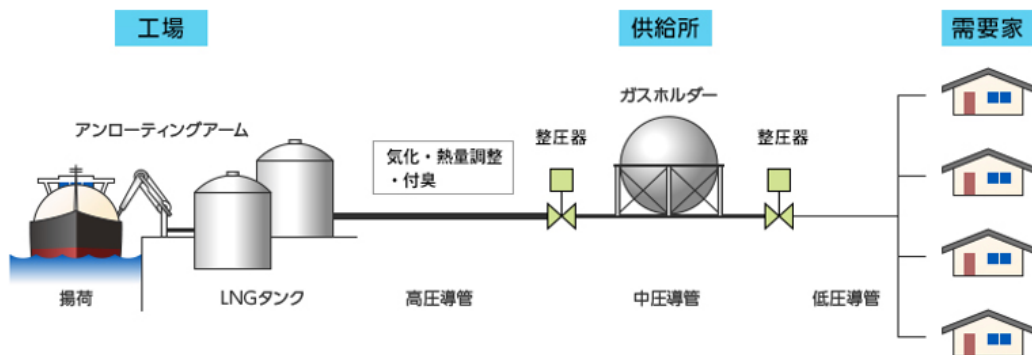 工場
供給所
需要家
ガスホルダー
アンローティングアーム
整圧器
整圧器
気化・熱量調整
・付臭
揚荷
LNGタンク
高圧導管
中圧導管
低圧導管